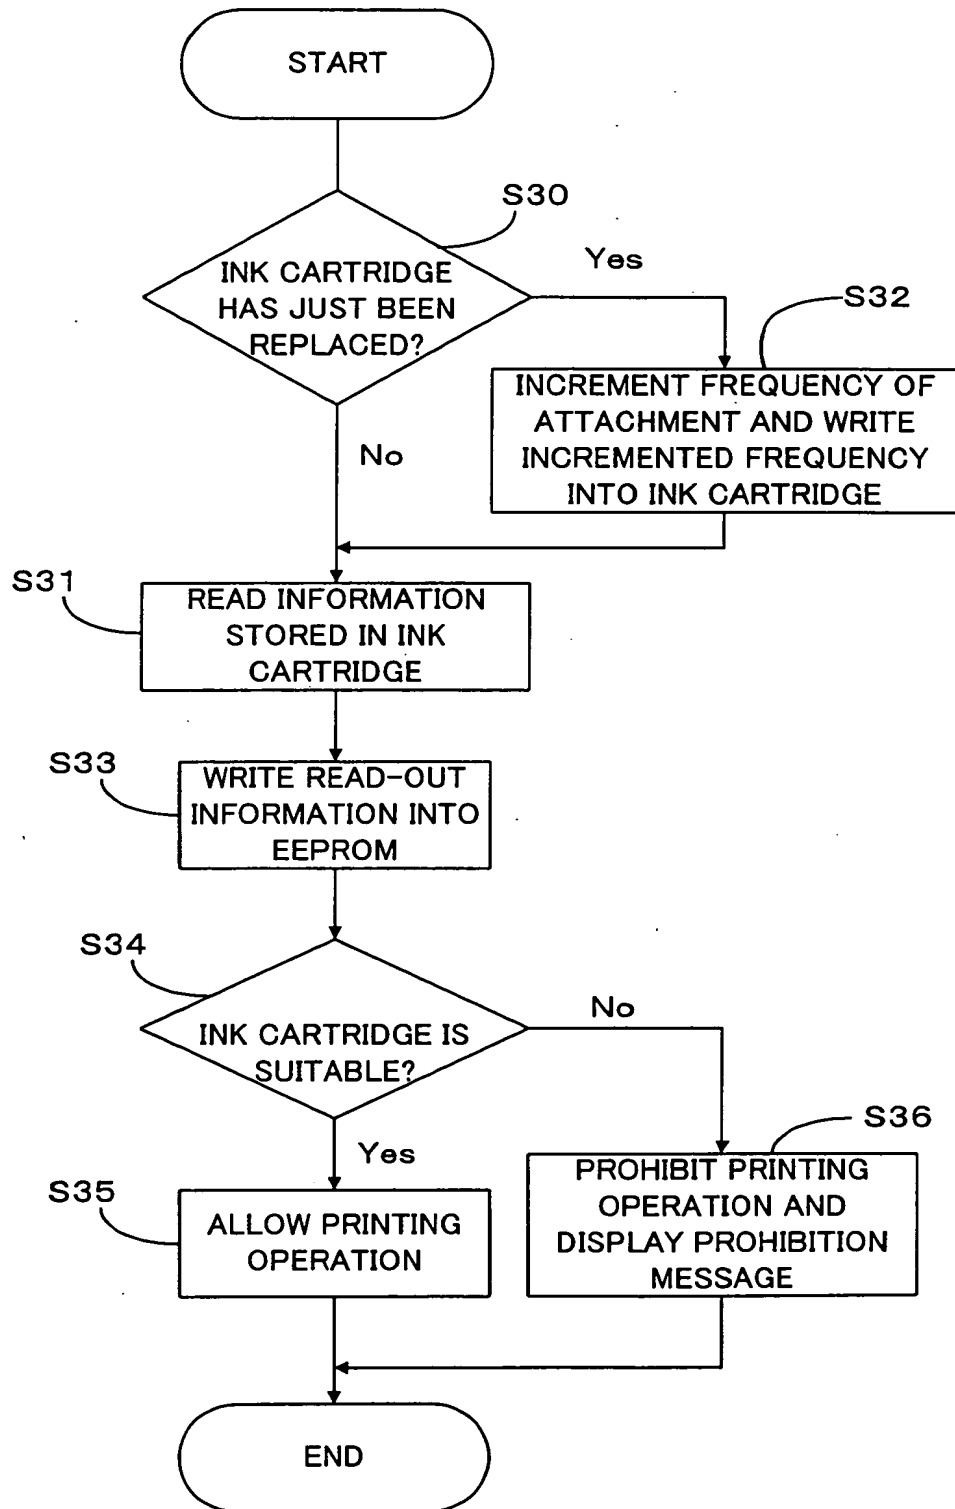 START
S30
INK CARTRIDGE
HAS JUST BEEN
REPLACED?
Yes
S32
INCREMENT FREQUENCY OF
ATTACHMENT AND WRITE
INCREMENTED FREQUENCY
INTO INK CARTRIDGE
No
S31
READ INFORMATION
STORED IN INK
CARTRIDGE
S33
WRITE READ-OUT
INFORMATION INTO
EEPROM
S34
INK CARTRIDGE IS
SUITABLE?
No
Yes
S36
PROHIBIT PRINTING
OPERATION AND
DISPLAY PROHIBITION
MESSAGE
S35
ALLOW PRINTING
OPERATION
END